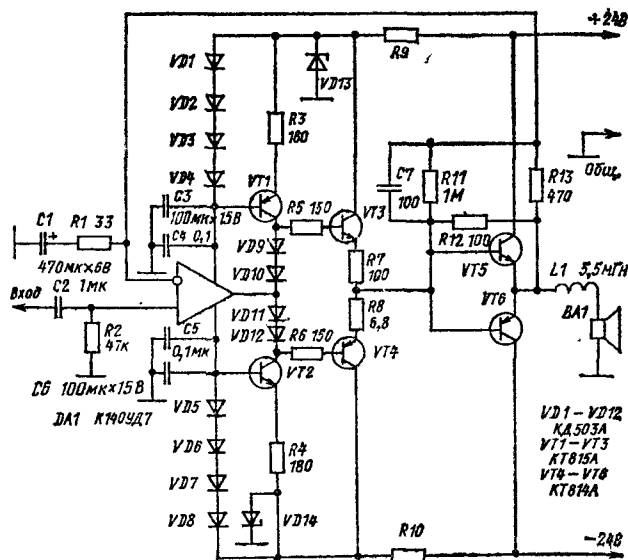 +24В
VD1
R9
VD13
VD2
R3
180
VD3
Общ.
VD4
C7
100
R11
1М
R13
470
C3
VT1
100мк×15В
R5 150
VT3
C1
R1 33
C4 0,1
VD9
R12 100
470мк×6В
VD10
R7
100
VT5
L1 3,5мГн
Вход
C2 1мк
VD11
R8
6,8
VT6
BA1
VD12
R2
47к
C5
0,1мк
R6 150
VT4
C6 100мк×15В
VT2
DA1 К140УД7
VD5
VD1–VD12
КД503А
VT1–VT3
КТ815А
VT4–VT6
КТ814А
VD6
R4
180
VD7
VD8
VD14
R10
–24В